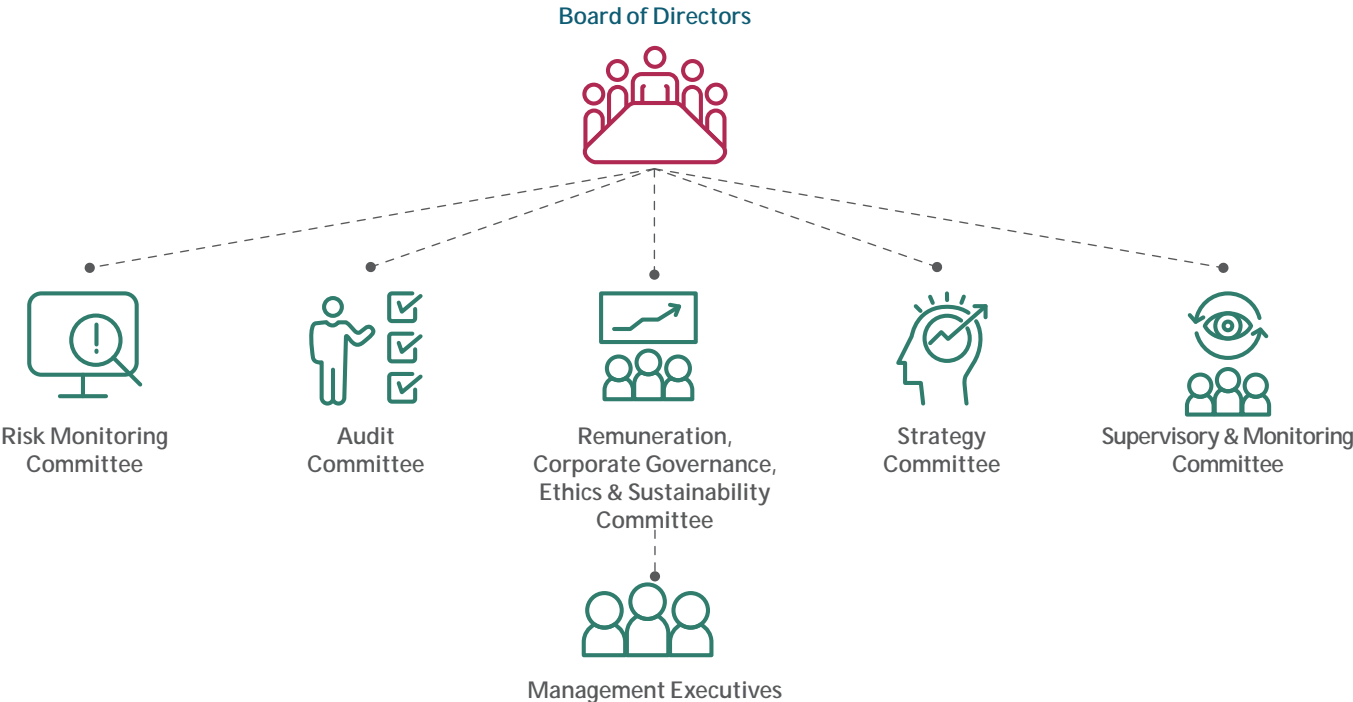 Board of Directors
Risk Monitoring
Committee
Audit
Committee
Remuneration,
Corporate Governance,
Ethics & Sustainability
Committee
Strategy
Committee
Supervisory & Monitoring
Committee
Management Executives